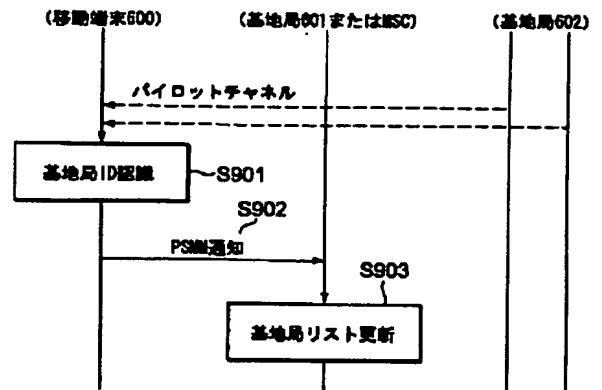 (移動端末600) (基地局601またはMSC) (基地局602)
パイロットチャネル
基地局ID認識
S901
S902
PSMM通知
S903
基地局リスト更新